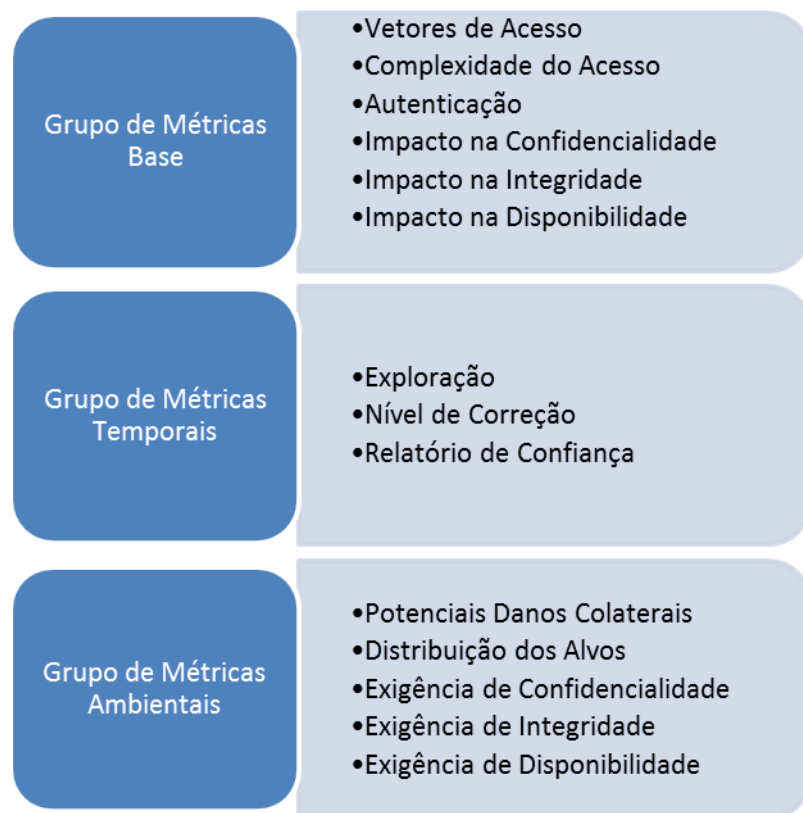 Grupo de Métricas
Base
•Vetores de Acesso
•Complexidade do Acesso
•Autenticação
•Impacto na Confidencialidade
•Impacto na Integridade
•Impacto na Disponibilidade
Grupo de Métricas
Temporais
•Exploração
•Nível de Correção
•Relatório de Confiança
Grupo de Métricas
Ambientais
•Potenciais Danos Colaterais
•Distribuição dos Alvos
•Exigência de Confidencialidade
•Exigência de Integridade
•Exigência de Disponibilidade